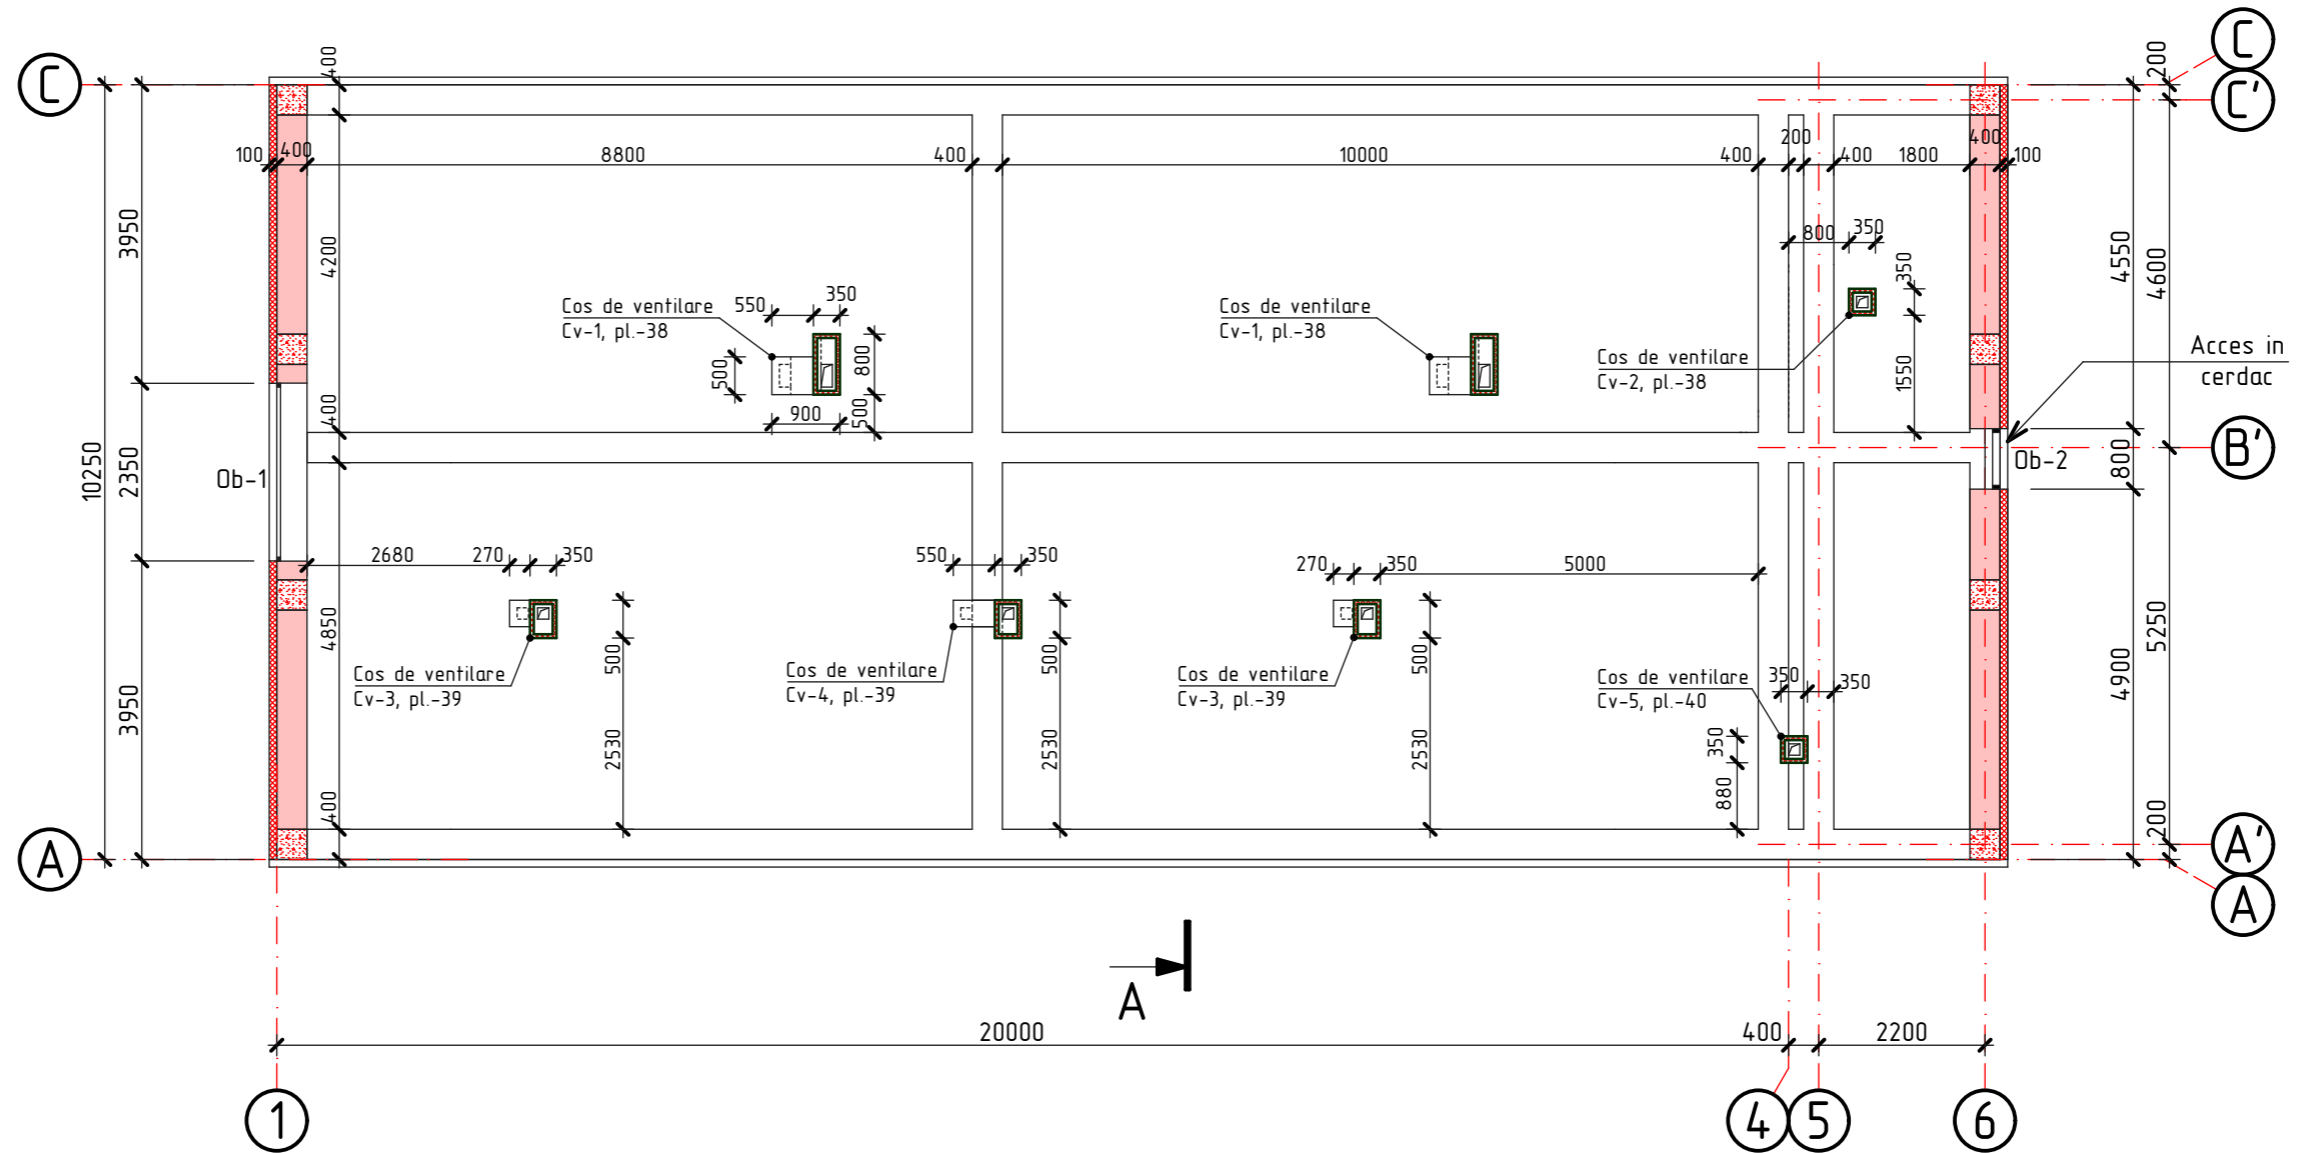 C
C
C'
400
200
100
400
8800
400
10000
400
200
400
1800
400
100
3950
4200
4550
4600
800
350
350
1550
Cos de ventilare
Cv-1, pl.-38
550
350
500
800
900
500
Cos de ventilare
Cv-1, pl.-38
Cos de ventilare
Cv-2, pl.-38
Acces in
cerdac
400
10250
2350
Ob-1
Ob-2
800
B'
2680
270
350
550
350
270
350
5000
4850
500
500
500
5250
4900
Cos de ventilare
Cv-3, pl.-39
Cos de ventilare
Cv-4, pl.-39
Cos de ventilare
Cv-3, pl.-39
Cos de ventilare
Cv-5, pl.-40
350
350
3950
2530
2530
2530
350
880
400
200
A
A'
A
A
20000
400
2200
1
4
5
6